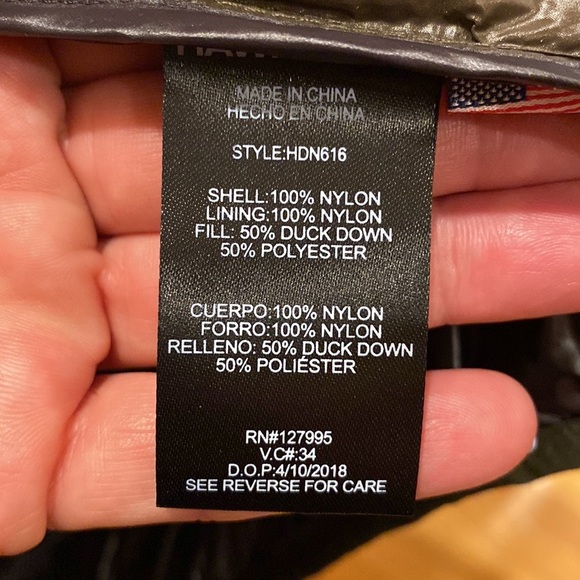 MADE IN CHINA
HECHO EN CHINA
STYLE:HDN616
SHELL:100% NYLON
LINING:100% NYLON
FILL: 50% DUCK DOWN
50% POLYESTER
CUERPO:100% NYLON
FORRO:100% NYLON
RELLENO: 50% DUCK DOWN
50% POLIÉSTER
RN#127995
V.C#:34
D.O.P:4/10/2018
SEE REVERSE FOR CARE